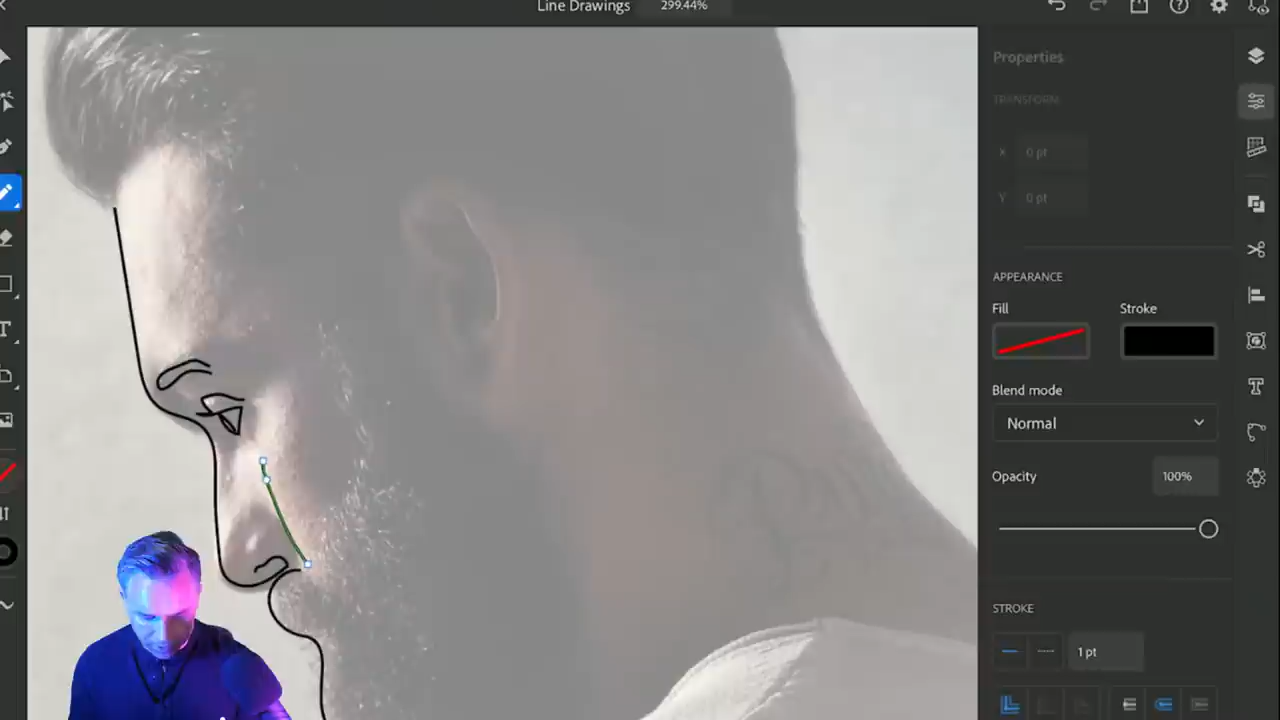 Line Drawings 299.44%
Properties
TRANSFORM
X 0 pt
Y 0 pt
APPEARANCE
Fill Stroke
Blend mode
Normal
Opacity 100%
STROKE
1 pt